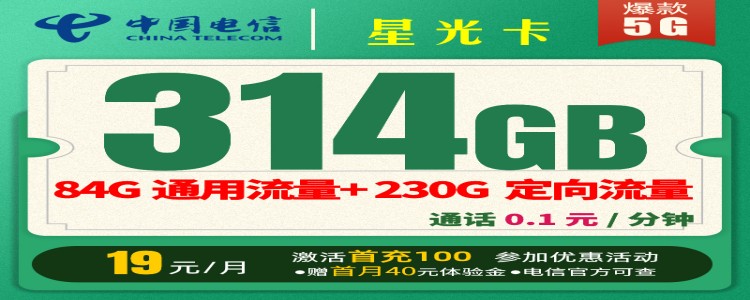 中国电信
CHINA TELECOM
星光卡
爆款
5G
314GB
84G 通用流量+230G 定向流量
通话 0.1 元/分钟
19元/月
激活首充100 参加优惠活动
•赠首月40元体验金•电信官方可查